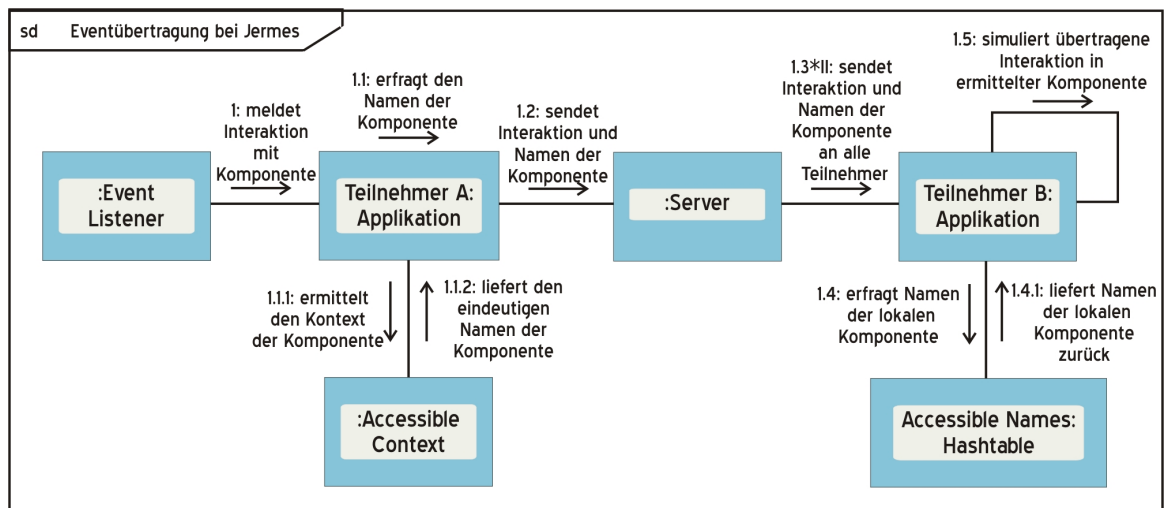 sd Eventübertragung bei Jermes
1: meldet
Interaktion
mit
Komponente
1.1: erfragt den
Namen der
Komponente
1.2: sendet
Interaktion und
Namen der
Komponente
1.3*II: sendet
Interaktion und
Namen der
Komponente
an alle
Teilnehmer
1.5: simuliert übertragene
Interaktion in
ermittelter Komponente
:Event
Listener
Teilnehmer A:
Applikation
:Server
Teilnehmer B:
Applikation
1.1.1: ermittelt
den Kontext
der Komponente
1.1.2: liefert den
eindeutigen
Namen der
Komponente
1.4: erfragt Namen
der lokalen
Komponente
1.4.1: liefert Namen
der lokalen
Komponente
zurück
:Accessible
Context
Accessible Names:
Hashtable